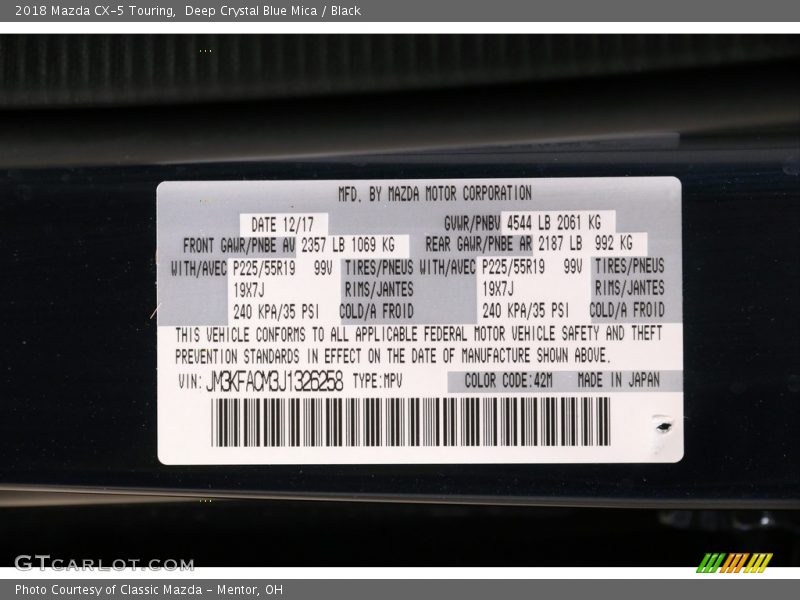 2018 Mazda CX-5 Touring,  Deep Crystal Blue Mica / Black
MFD. BY MAZDA MOTOR CORPORATION
DATE 12/17 GVWR/PNBV 4544 LB 2061 KG
FRONT GAWR/PNBE AV 2357 LB 1069 KG REAR GAWR/PNBE AR 2187 LB 992 KG
WITH/AVEC P225/55R19 99V TIRES/PNEUS WITH/AVEC P225/55R19 99V TIRES/PNEUS
19X7J RIMS/JANTES 19X7J RIMS/JANTES
240 KPA/35 PSI COLD/A FROID 240 KPA/35 PSI COLD/A FROID
THIS VEHICLE CONFORMS TO ALL APPLICABLE FEDERAL MOTOR VEHICLE SAFETY AND THEFT
PREVENTION STANDARDS IN EFFECT ON THE DATE OF MANUFACTURE SHOWN ABOVE.
VIN: JM3KFACM3J1326258 TYPE:MPV COLOR CODE:42M MADE IN JAPAN
GTCARLOT.COM
Photo Courtesy of Classic Mazda - Mentor, OH